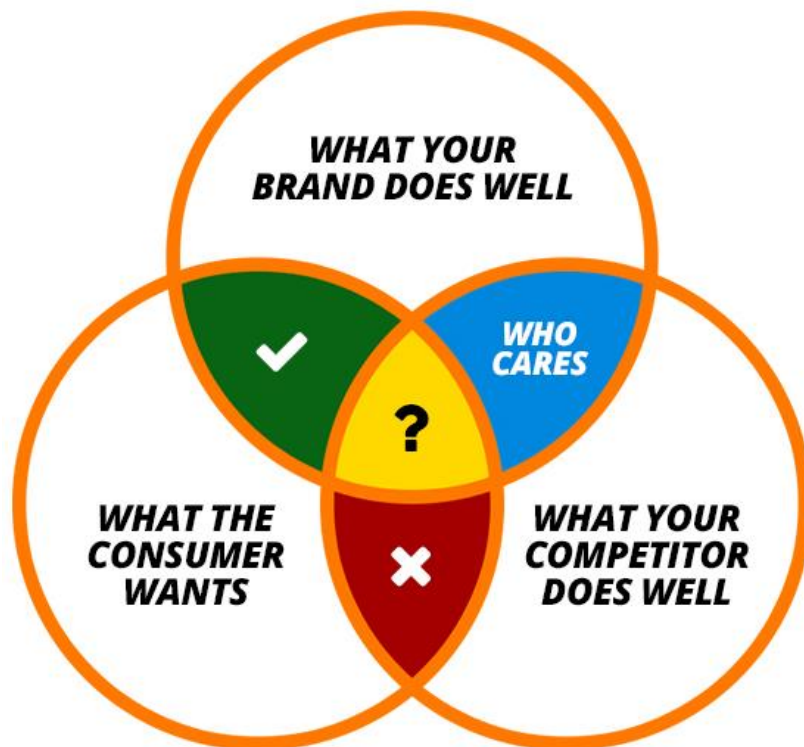 WHAT YOUR
BRAND DOES WELL
WHO
CARES
?
WHAT THE
CONSUMER
WANTS
WHAT YOUR
COMPETITOR
DOES WELL